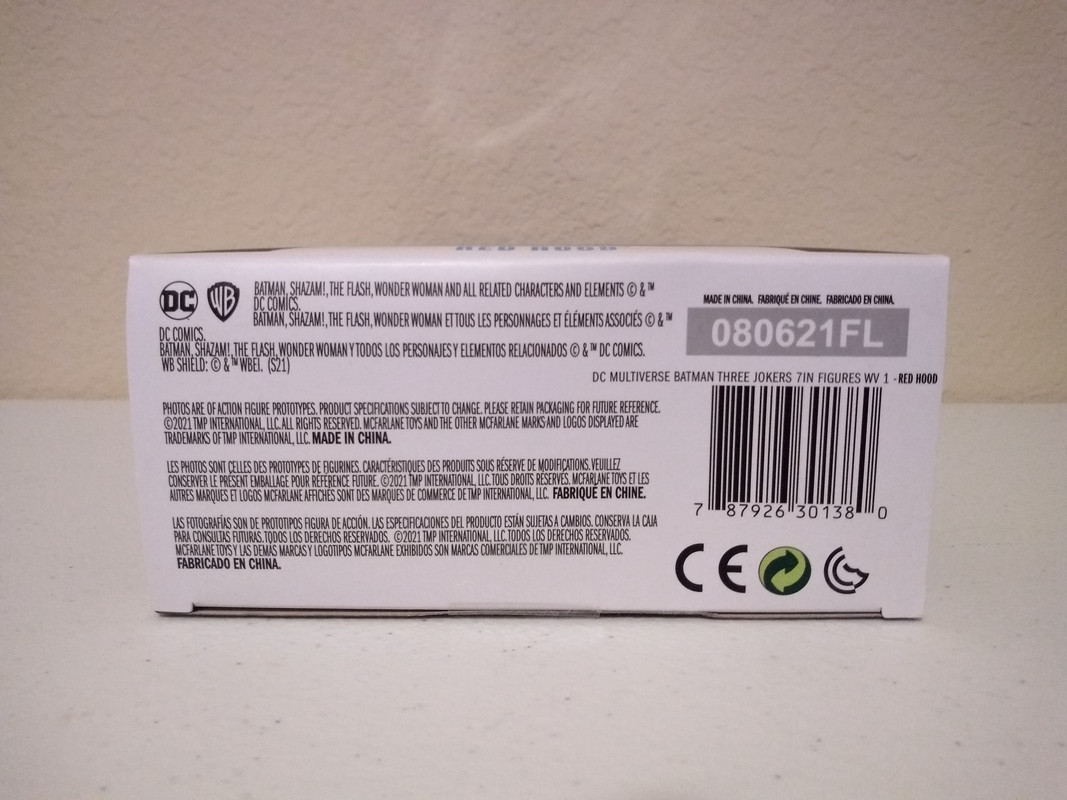 RED HOOD
DC
WB
BATMAN, SHAZAM!, THE FLASH, WONDER WOMAN AND ALL RELATED CHARACTERS AND ELEMENTS © & ™
DC COMICS.
BATMAN, SHAZAM!, THE FLASH, WONDER WOMAN ET TOUS LES PERSONNAGES ET ÉLÉMENTS ASSOCIÉS © & ™
DC COMICS.
BATMAN, SHAZAM!, THE FLASH, WONDER WOMAN Y TODOS LOS PERSONAJES Y ELEMENTOS RELACIONADOS © & ™ DC COMICS.
WB SHIELD: © & ™ WBEI. (S21)
PHOTOS ARE OF ACTION FIGURE PROTOTYPES. PRODUCT SPECIFICATIONS SUBJECT TO CHANGE. PLEASE RETAIN PACKAGING FOR FUTURE REFERENCE.
©2021 TMP INTERNATIONAL, LLC. ALL RIGHTS RESERVED. MCFARLANE TOYS AND THE OTHER MCFARLANE MARKS AND LOGOS DISPLAYED ARE
TRADEMARKS OF TMP INTERNATIONAL, LLC. MADE IN CHINA.
LES PHOTOS SONT CELLES DES PROTOTYPES DE FIGURINES. CARACTÉRISTIQUES DES PRODUITS SOUS RÉSERVE DE MODIFICATIONS. VEUILLEZ
CONSERVER LE PRÉSENT EMBALLAGE POUR RÉFÉRENCE FUTURE. ©2021 TMP INTERNATIONAL, LLC. TOUS DROITS RÉSERVÉS. MCFARLANE TOYS ET LES
AUTRES MARQUES ET LOGOS MCFARLANE AFFICHÉS SONT DES MARQUES DE COMMERCE DE TMP INTERNATIONAL, LLC. FABRIQUÉ EN CHINE.
LAS FOTOGRAFÍAS SON DE PROTOTIPOS FIGURA DE ACCIÓN. LAS ESPECIFICACIONES DEL PRODUCTO ESTÁN SUJETAS A CAMBIOS. CONSERVA LA CAJA
PARA CONSULTAS FUTURAS. TODOS LOS DERECHOS RESERVADOS. ©2021 TMP INTERNATIONAL, LLC. TODOS LOS DERECHOS RESERVADOS.
MCFARLANE TOYS Y LAS DEMAS MARCAS Y LOGOTIPOS MCFARLANE EXHIBIDOS SON MARCAS COMERCIALES DE TMP INTERNATIONAL, LLC.
FABRICADO EN CHINA.
MADE IN CHINA. FABRIQUÉ EN CHINE. FABRICADO EN CHINA.
080621FL
DC MULTIVERSE BATMAN THREE JOKERS 7IN FIGURES WV 1 - RED HOOD
7 87926 30138 0
CE